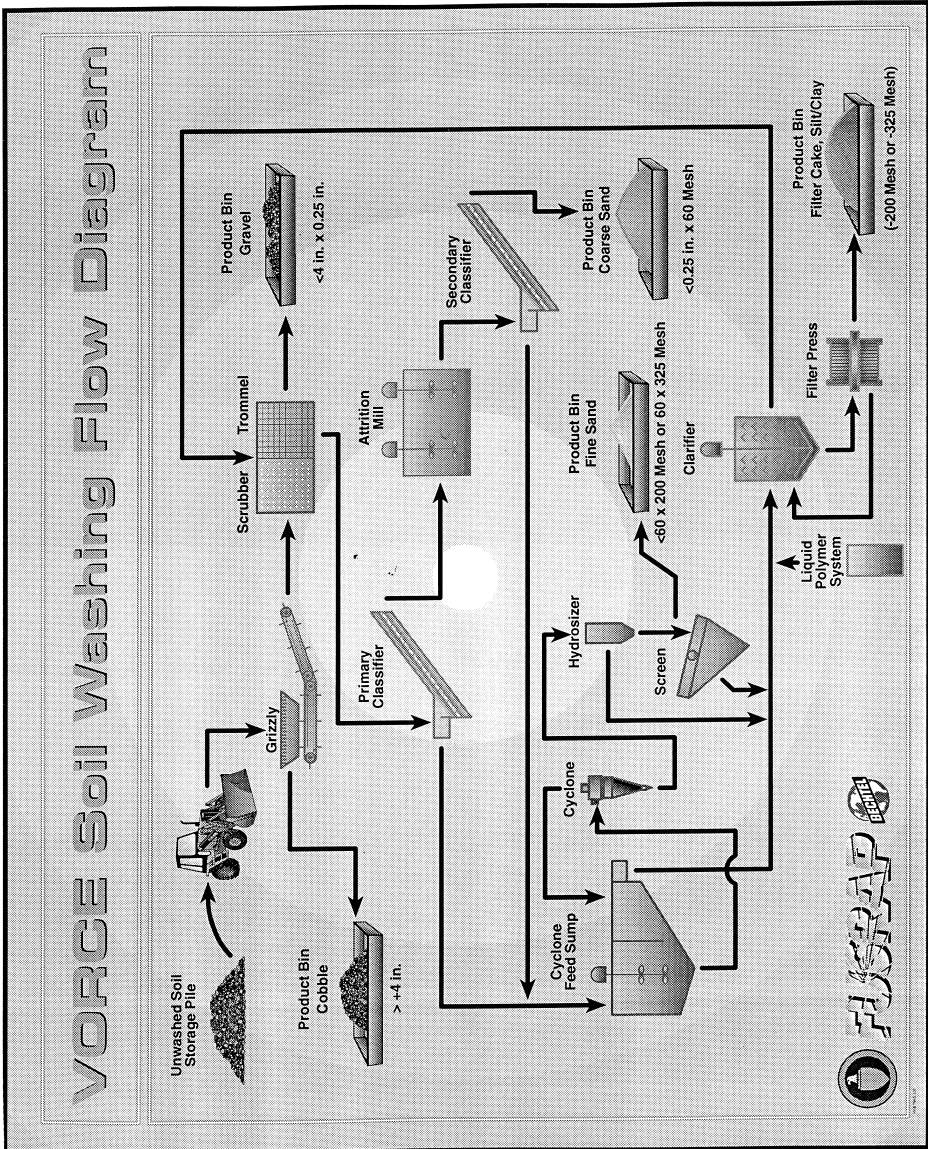 VORCE Soil Washing Flow Diagram
Unwashed Soil
Storage Pile
Grizzly
Product Bin
Cobble
> +4 in.
Scrubber
Trommel
Product Bin
Gravel
<4 in. x 0.25 in.
Primary
Classifier
Attrition
Mill
Secondary
Classifier
Product Bin
Coarse Sand
<0.25 in. x 60 Mesh
Cyclone
Feed Sump
Cyclone
Hydrosizer
Screen
Product Bin
Fine Sand
<60 x 200 Mesh or 60 x 325 Mesh
Liquid
Polymer
System
Clarifier
Filter Press
Product Bin
Filter Cake, Silt/Clay
(-200 Mesh or -325 Mesh)
FUSRAP
BECHTEL